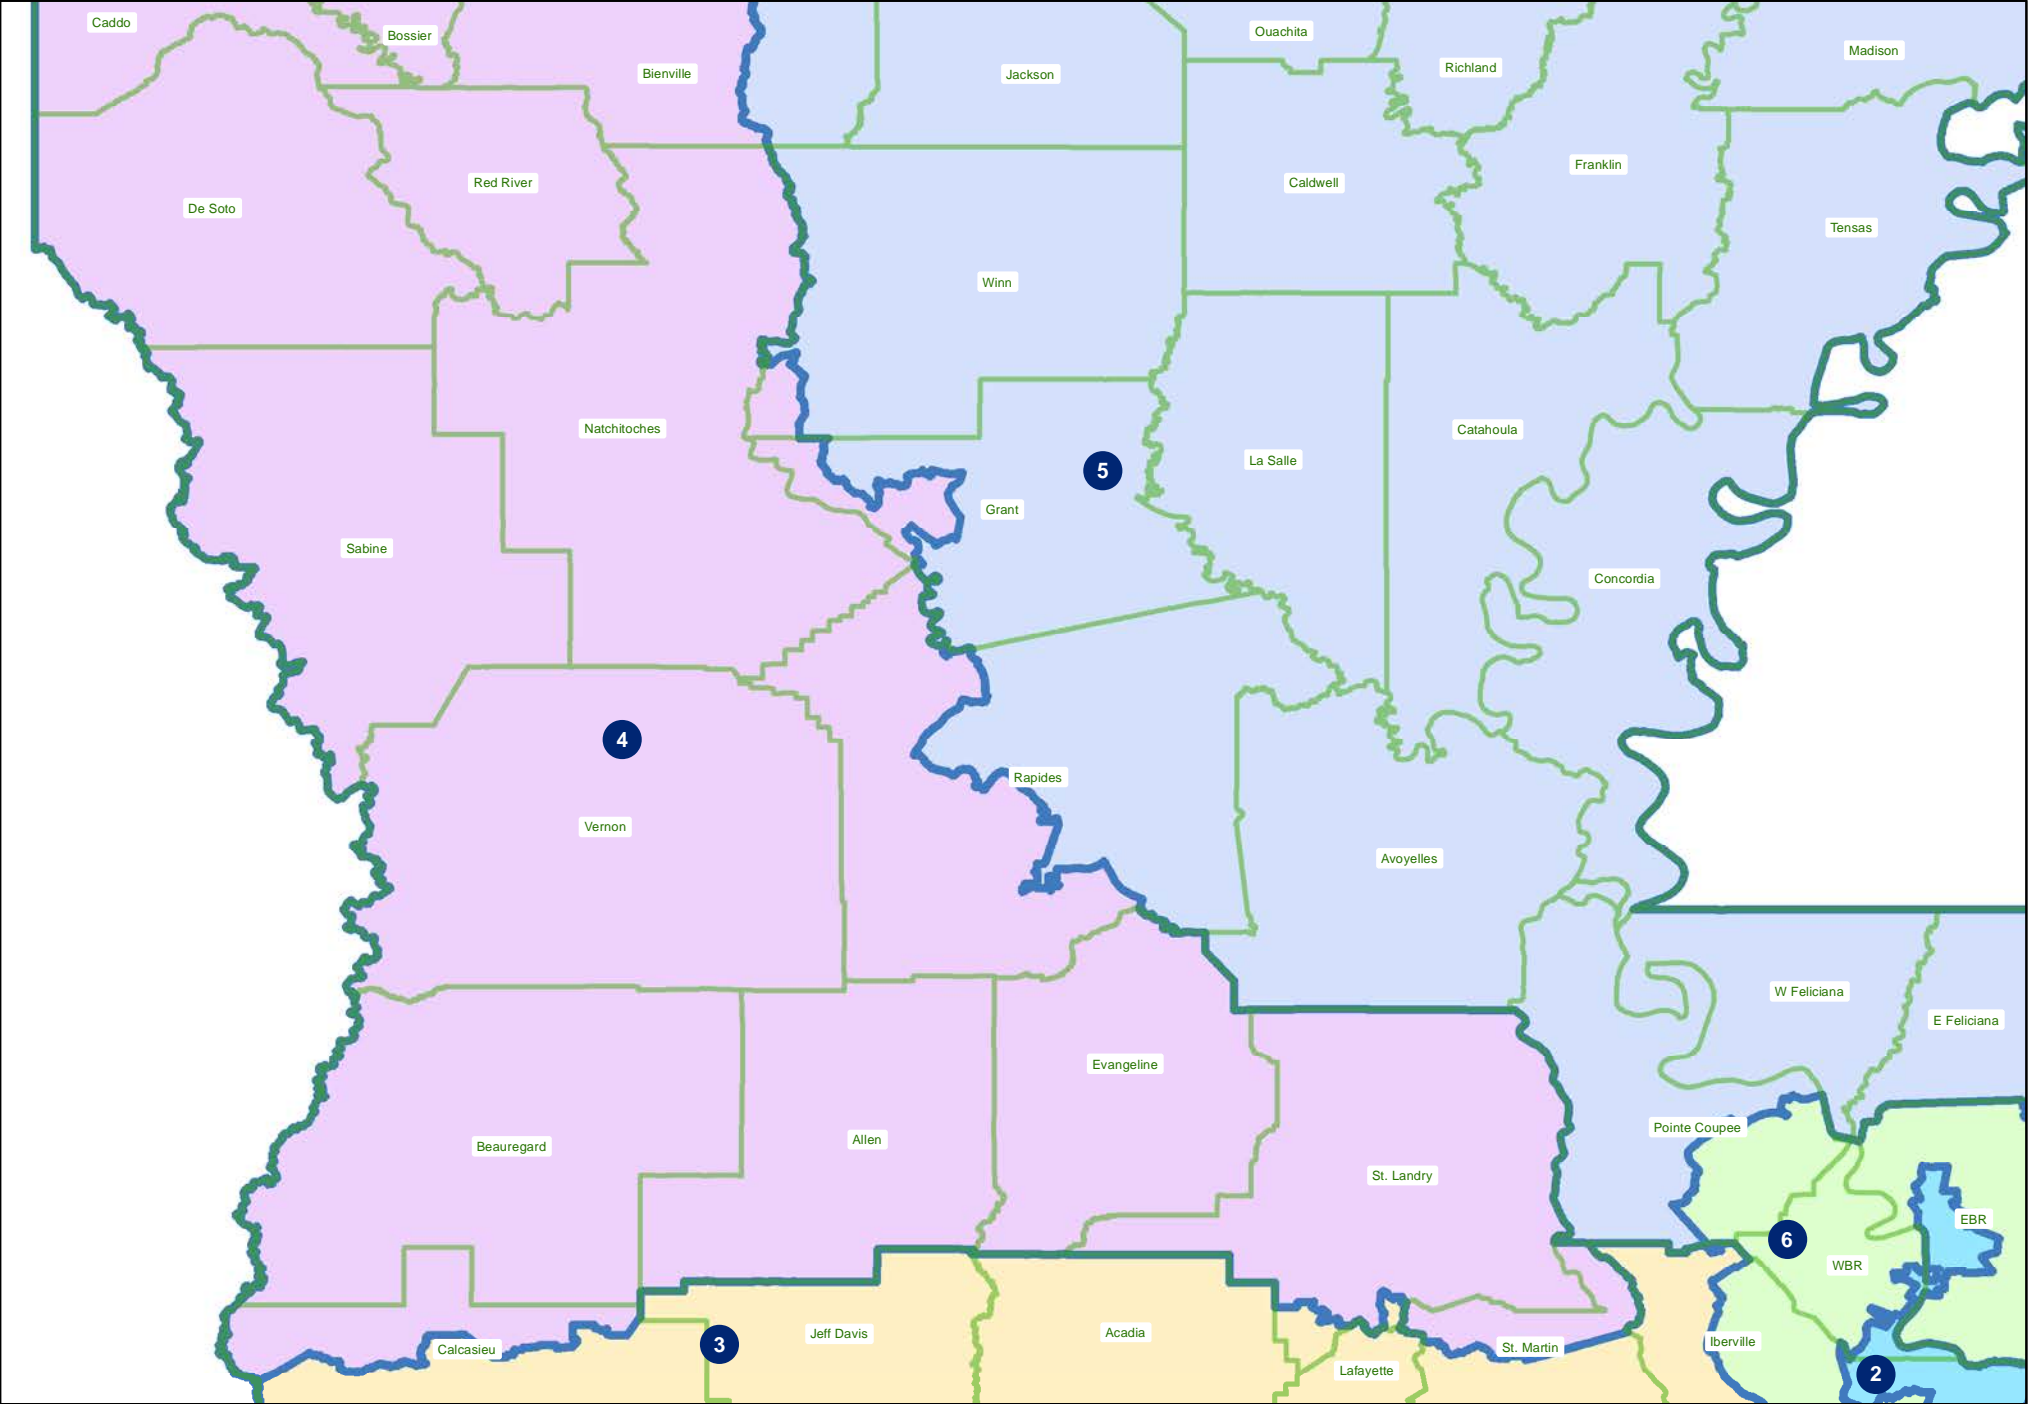 Caddo
Bossier
Ouachita
Madison
Bienville
Jackson
Richland
Franklin
Red River
Caldwell
De Soto
Tensas
Winn
Natchitoches
Catahoula
La Salle
5
Grant
Sabine
Concordia
4
Rapides
Vernon
Avoyelles
W Feliciana
E Feliciana
Evangeline
Pointe Coupee
Beauregard
Allen
St. Landry
EBR
6
WBR
Jeff Davis
Acadia
3
Calcasieu
St. Martin
Iberville
Lafayette
2